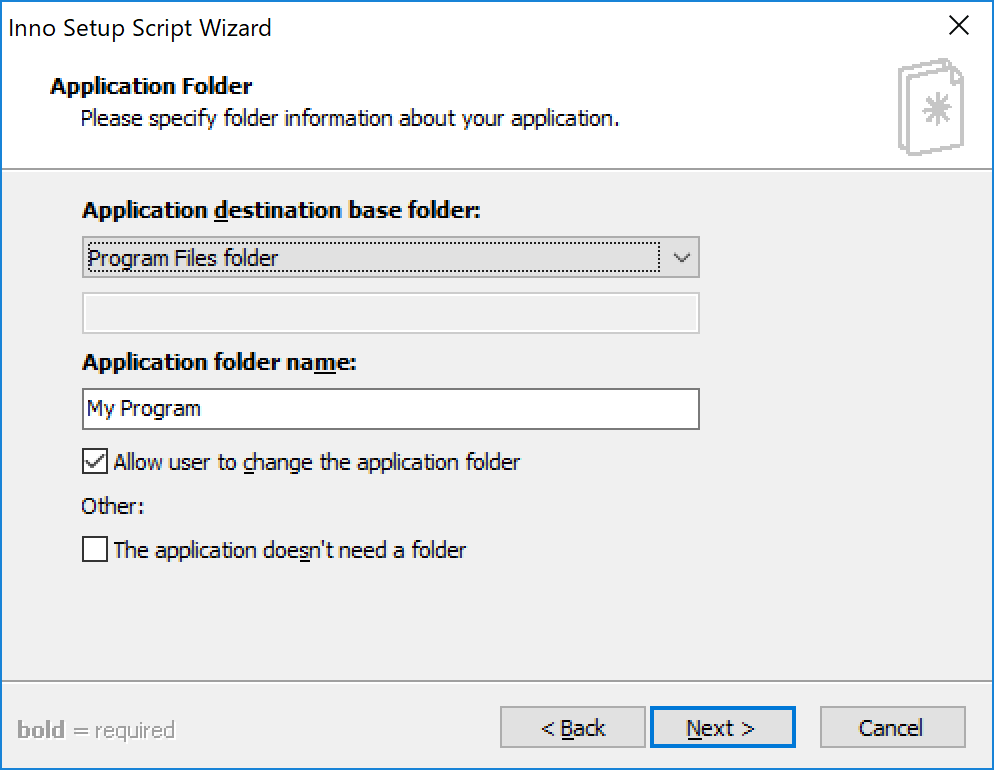 Inno Setup Script Wizard
Application Folder
Please specify folder information about your application.
Application destination base folder:
Program Files folder
Application folder name:
My Program
Allow user to change the application folder
Other:
The application doesn't need a folder
bold = required
< Back
Next >
Cancel